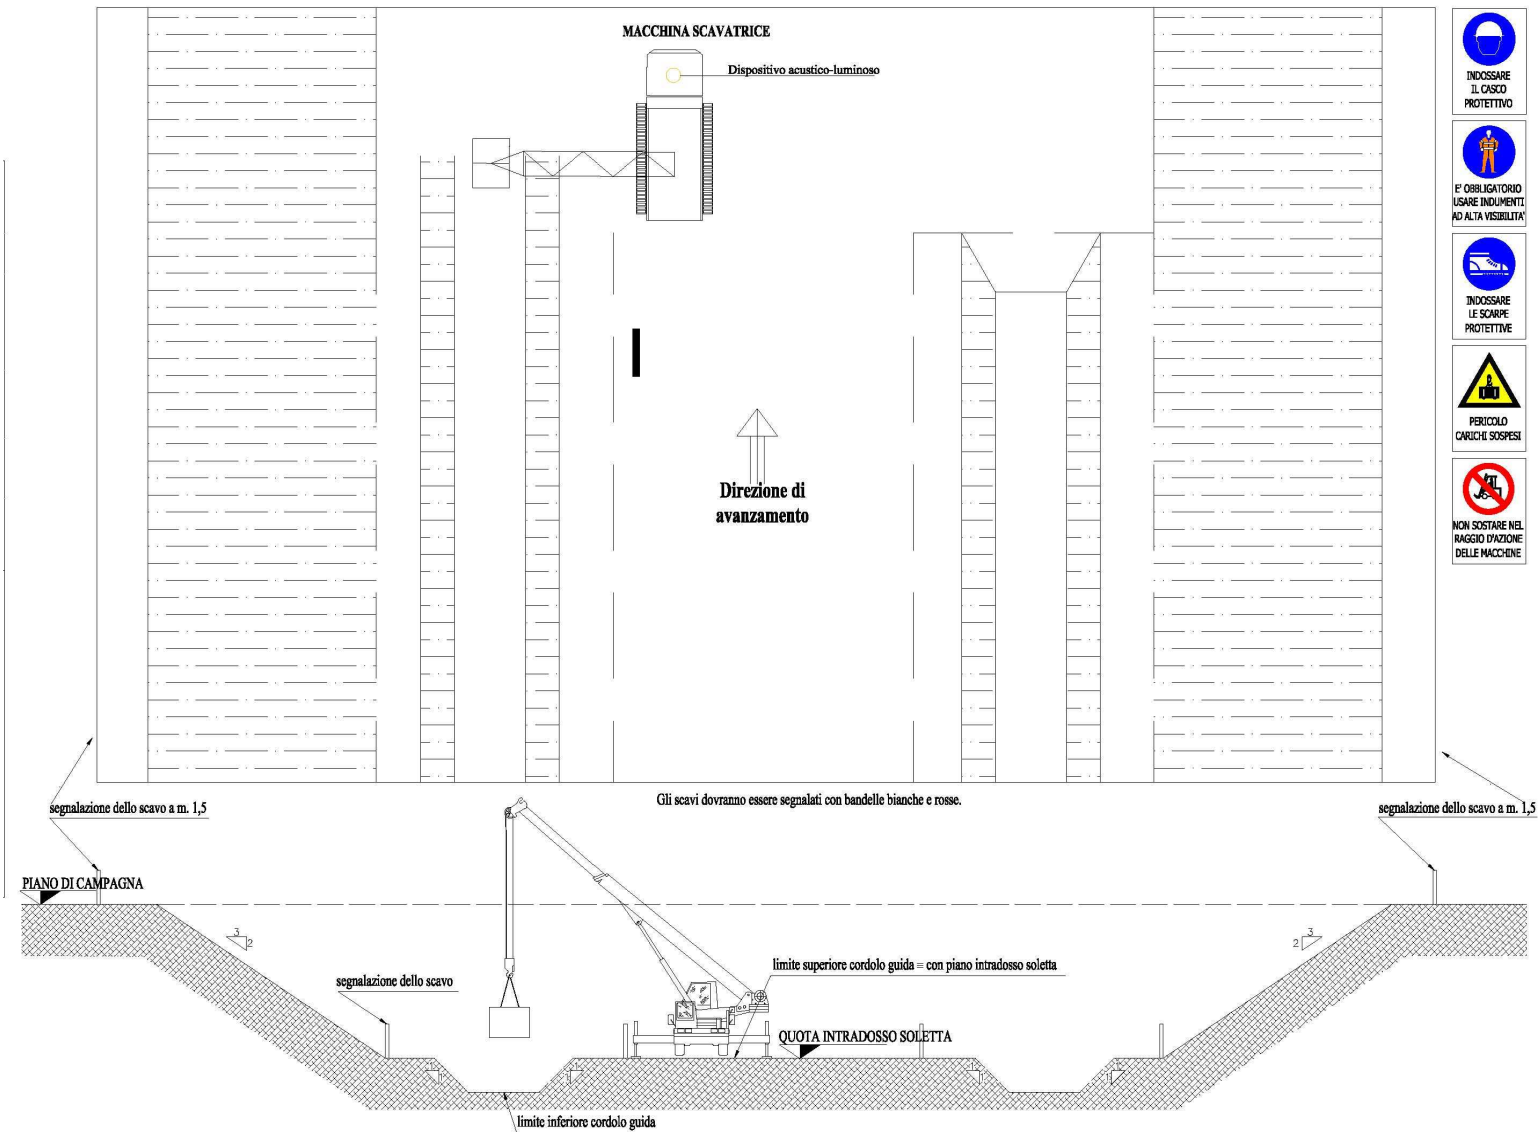 MACCHINA SCAVATRICE
Dispositivo acustico-luminoso
INDOSSARE
IL CASCO
PROTETTIVO
E' OBBLIGATORIO
USARE INDUMENTI
AD ALTA VISIBILITA'
INDOSSARE
LE SCARPE
PROTETTIVE
PERICOLO
CARICHI SOSPESI
NON SOSTARE NEL
RAGGIO D'AZIONE
DELLE MACCHINE
Direzione di
avanzamento
segnalazione dello scavo a m. 1,5
Gli scavi dovranno essere segnalati con bandelle bianche e rosse.
segnalazione dello scavo a m. 1,5
PIANO DI CAMPAGNA
3
2
3
2
segnalazione dello scavo
limite superiore cordolo guida = con piano intradosso soletta
QUOTA INTRADOSSO SOLETTA
1
1
1
1
limite inferiore cordolo guida